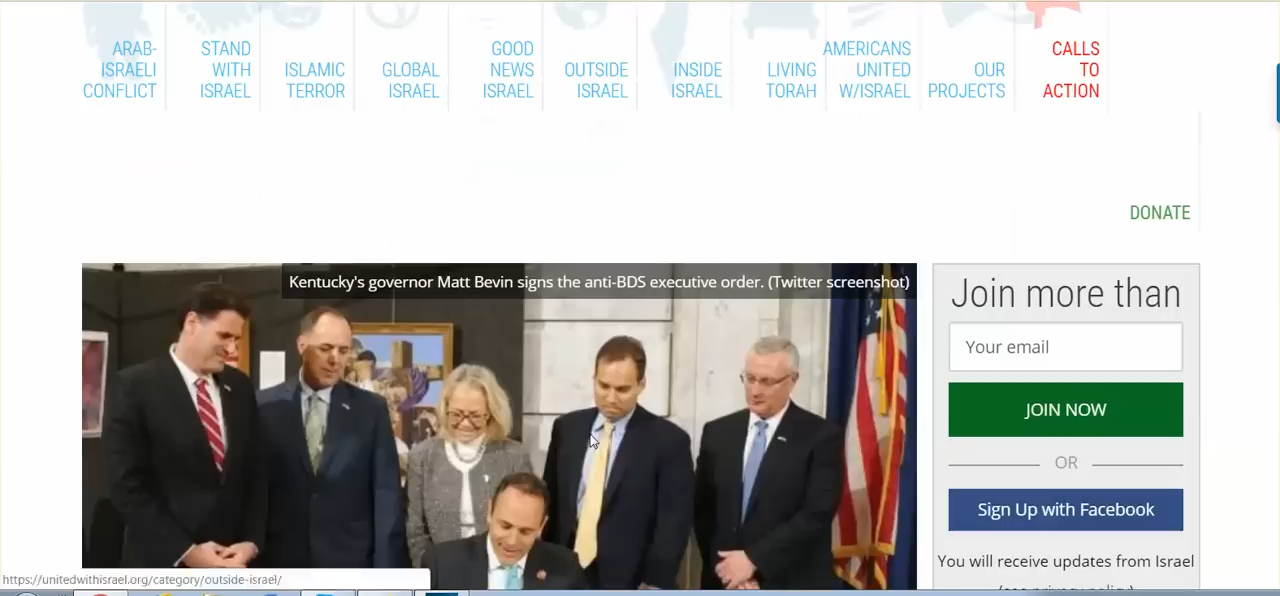 ARAB-
ISRAELI
CONFLICT
STAND
WITH
ISRAEL
ISLAMIC
TERROR
GLOBAL
ISRAEL
GOOD
NEWS
ISRAEL
OUTSIDE
ISRAEL
INSIDE
ISRAEL
LIVING
TORAH
AMERICANS
UNITED
W/ISRAEL
OUR
PROJECTS
CALLS
TO
ACTION
DONATE
Kentucky's governor Matt Bevin signs the anti-BDS executive order. (Twitter screenshot)
Join more than
Your email
JOIN NOW
OR
Sign Up with Facebook
You will receive updates from Israel
(see privacy policy)
https://unitedwithisrael.org/category/outside-israel/